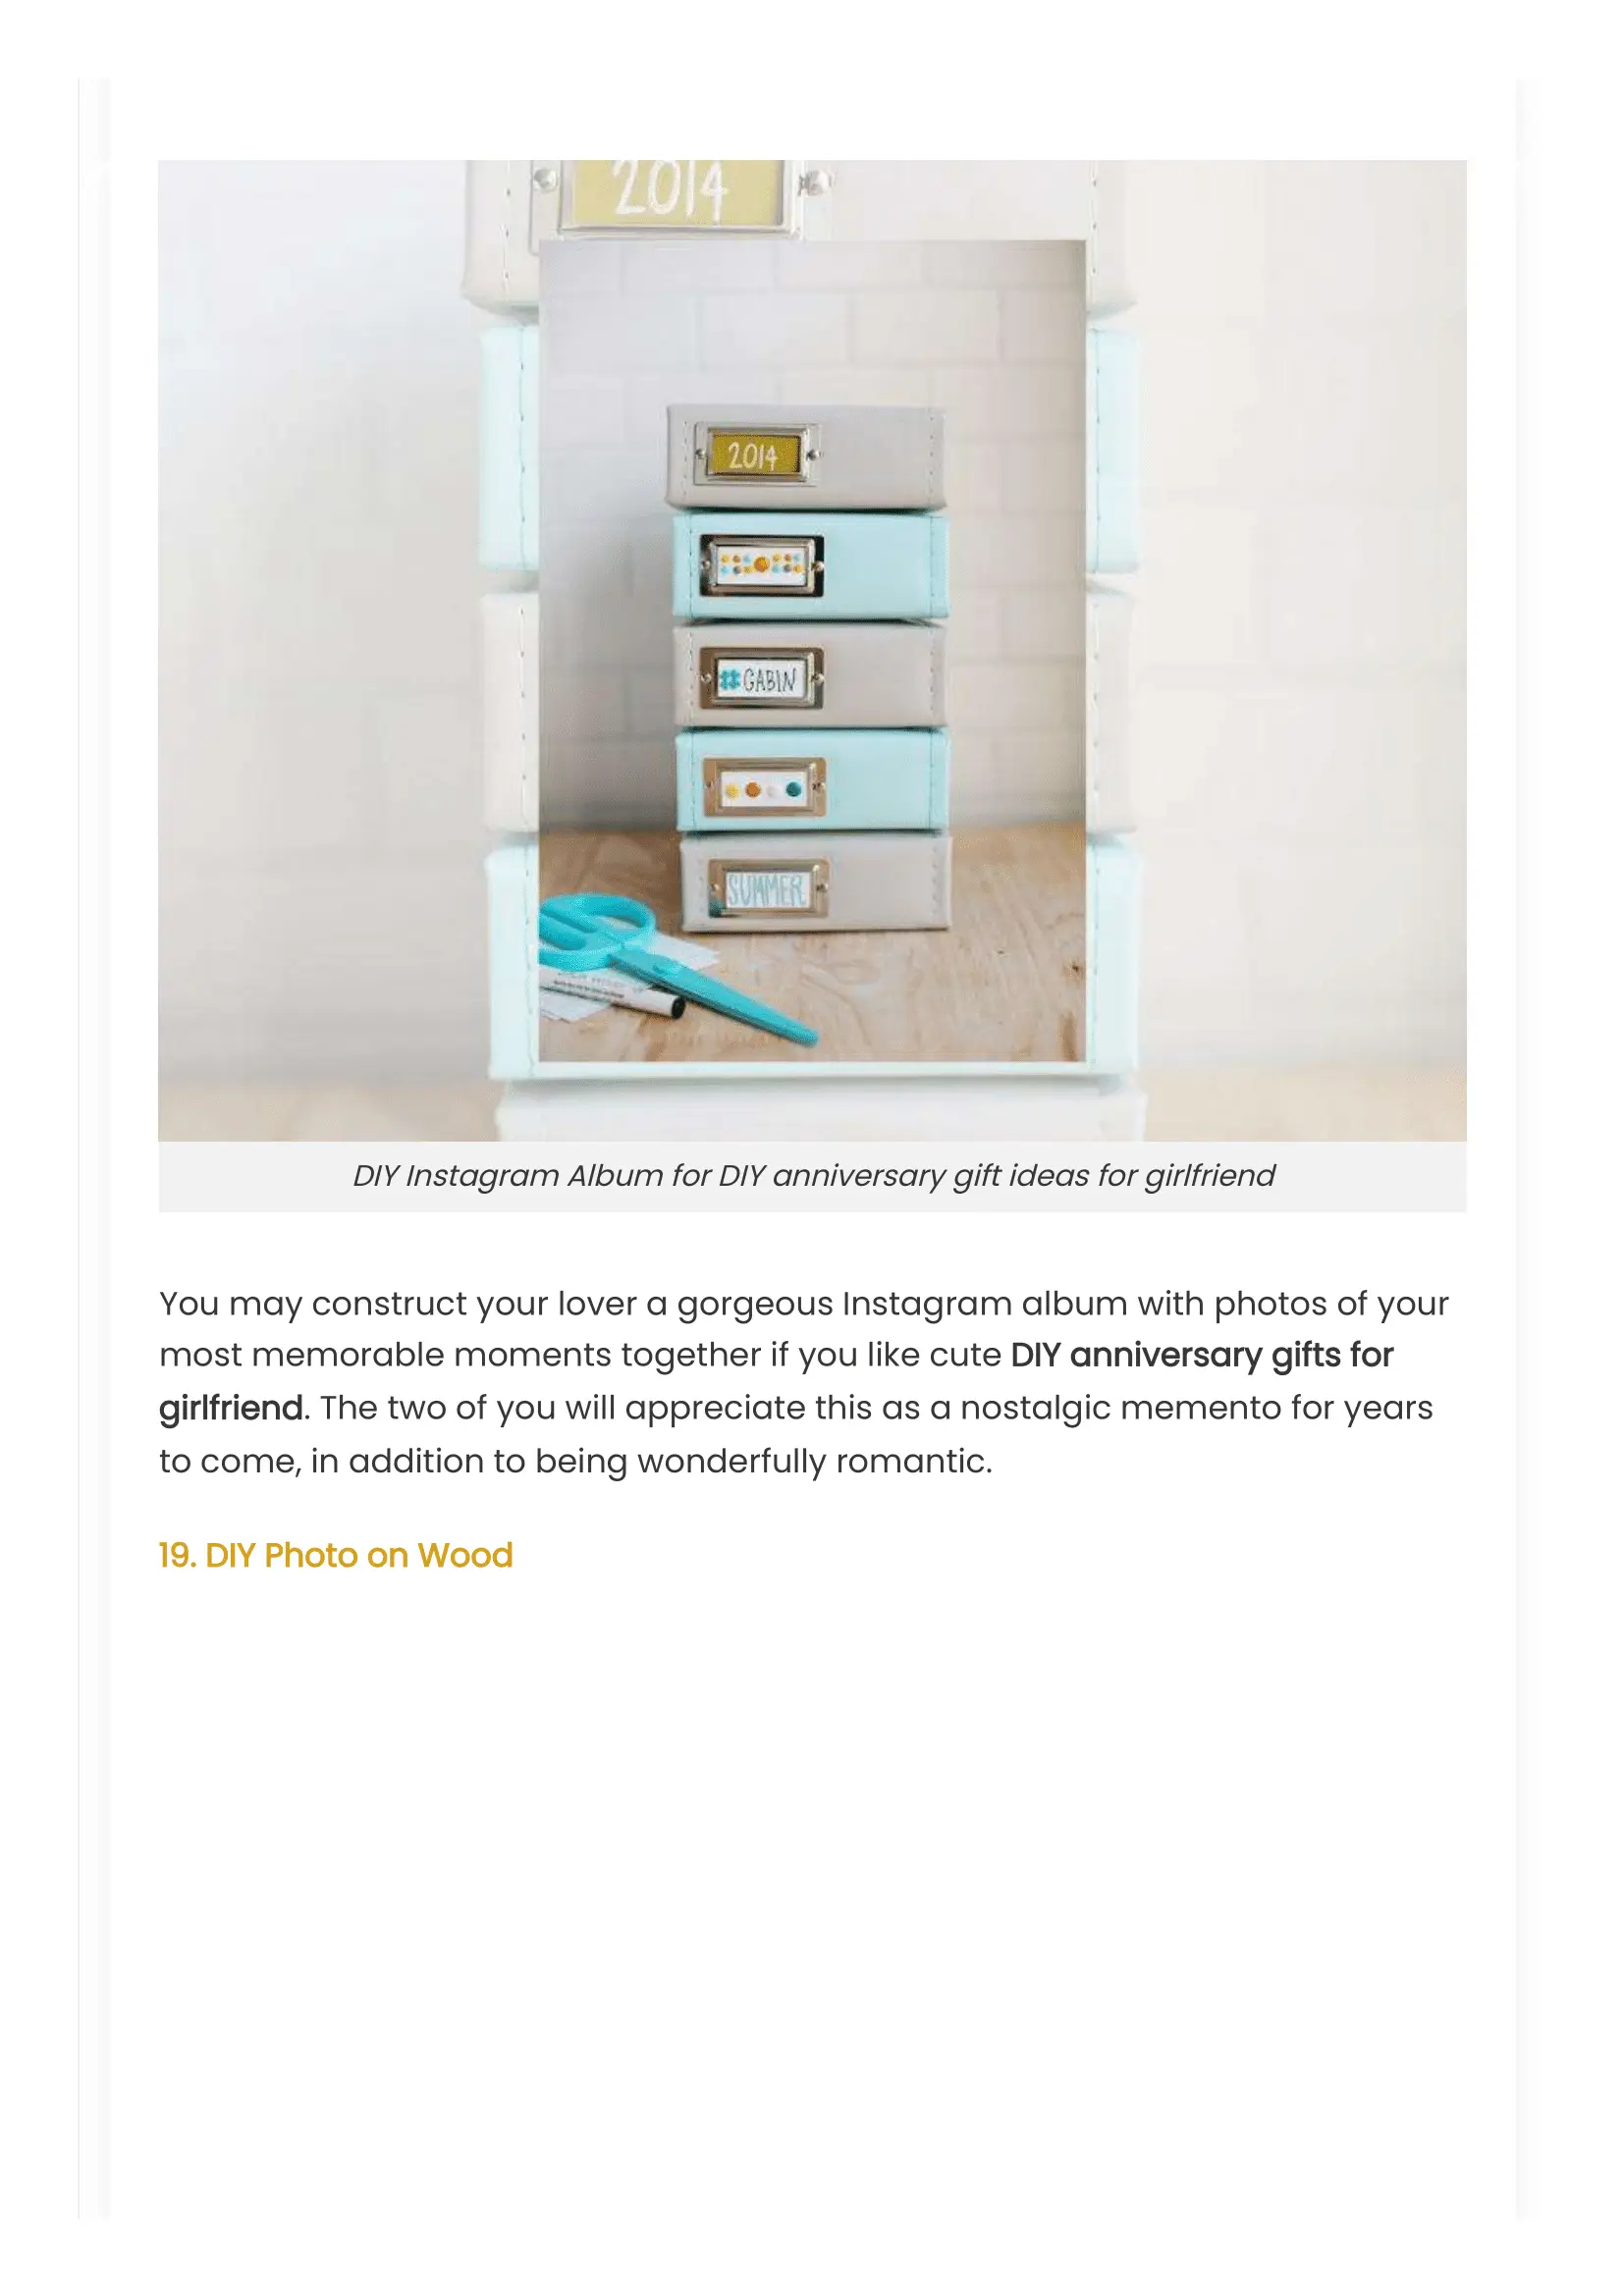 2014
2014
#GABIN
SUMMER
DIY Instagram Album for DIY anniversary gift ideas for girlfriend
You may construct your lover a gorgeous Instagram album with photos of your
most memorable moments together if you like cute DIY anniversary gifts for
girlfriend. The two of you will appreciate this as a nostalgic memento for years
to come, in addition to being wonderfully romantic.
19. DIY Photo on Wood